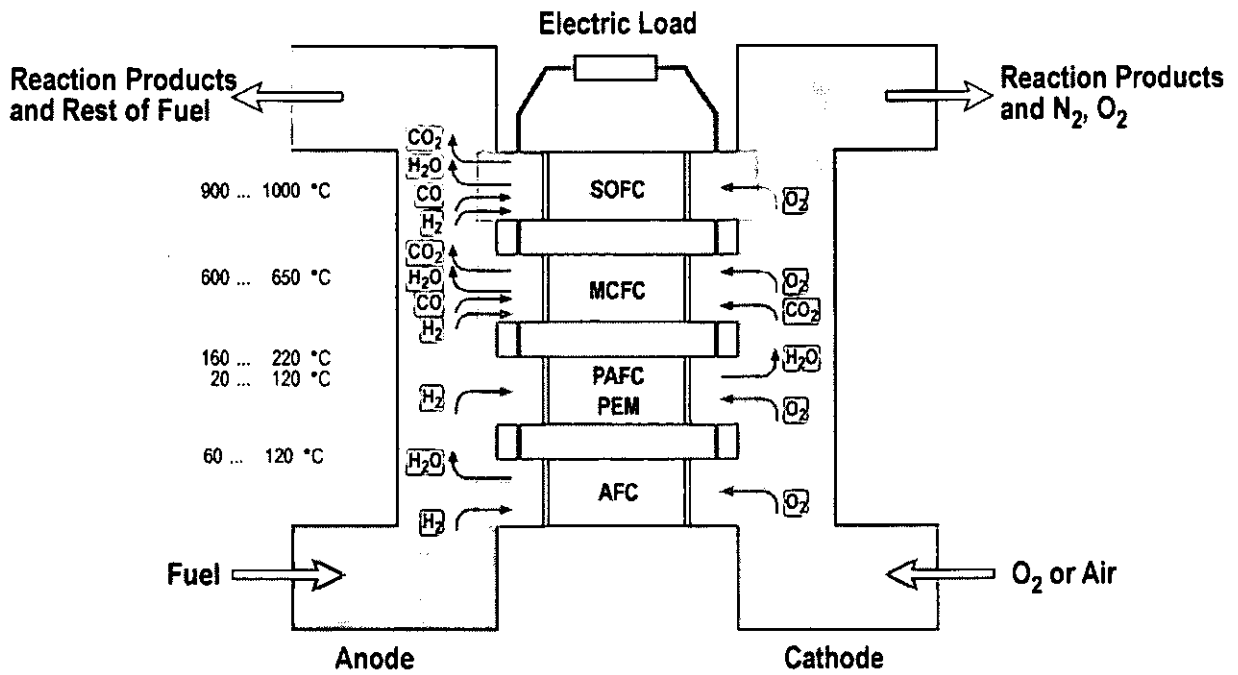 Electric Load
Reaction Products
and Rest of Fuel
Reaction Products
and N₂, O₂
CO₂
H₂O
900 ... 1000 °C
CO
SOFC
O₂
H₂
CO₂
600 ... 650 °C
H₂O
MCFC
O₂
CO
CO₂
H₂
160 ... 220 °C
H₂O
20 ... 120 °C
PAFC
H₂
PEM
O₂
60 ... 120 °C
H₂O
AFC
O₂
H₂
Fuel
O₂ or Air
Anode
Cathode